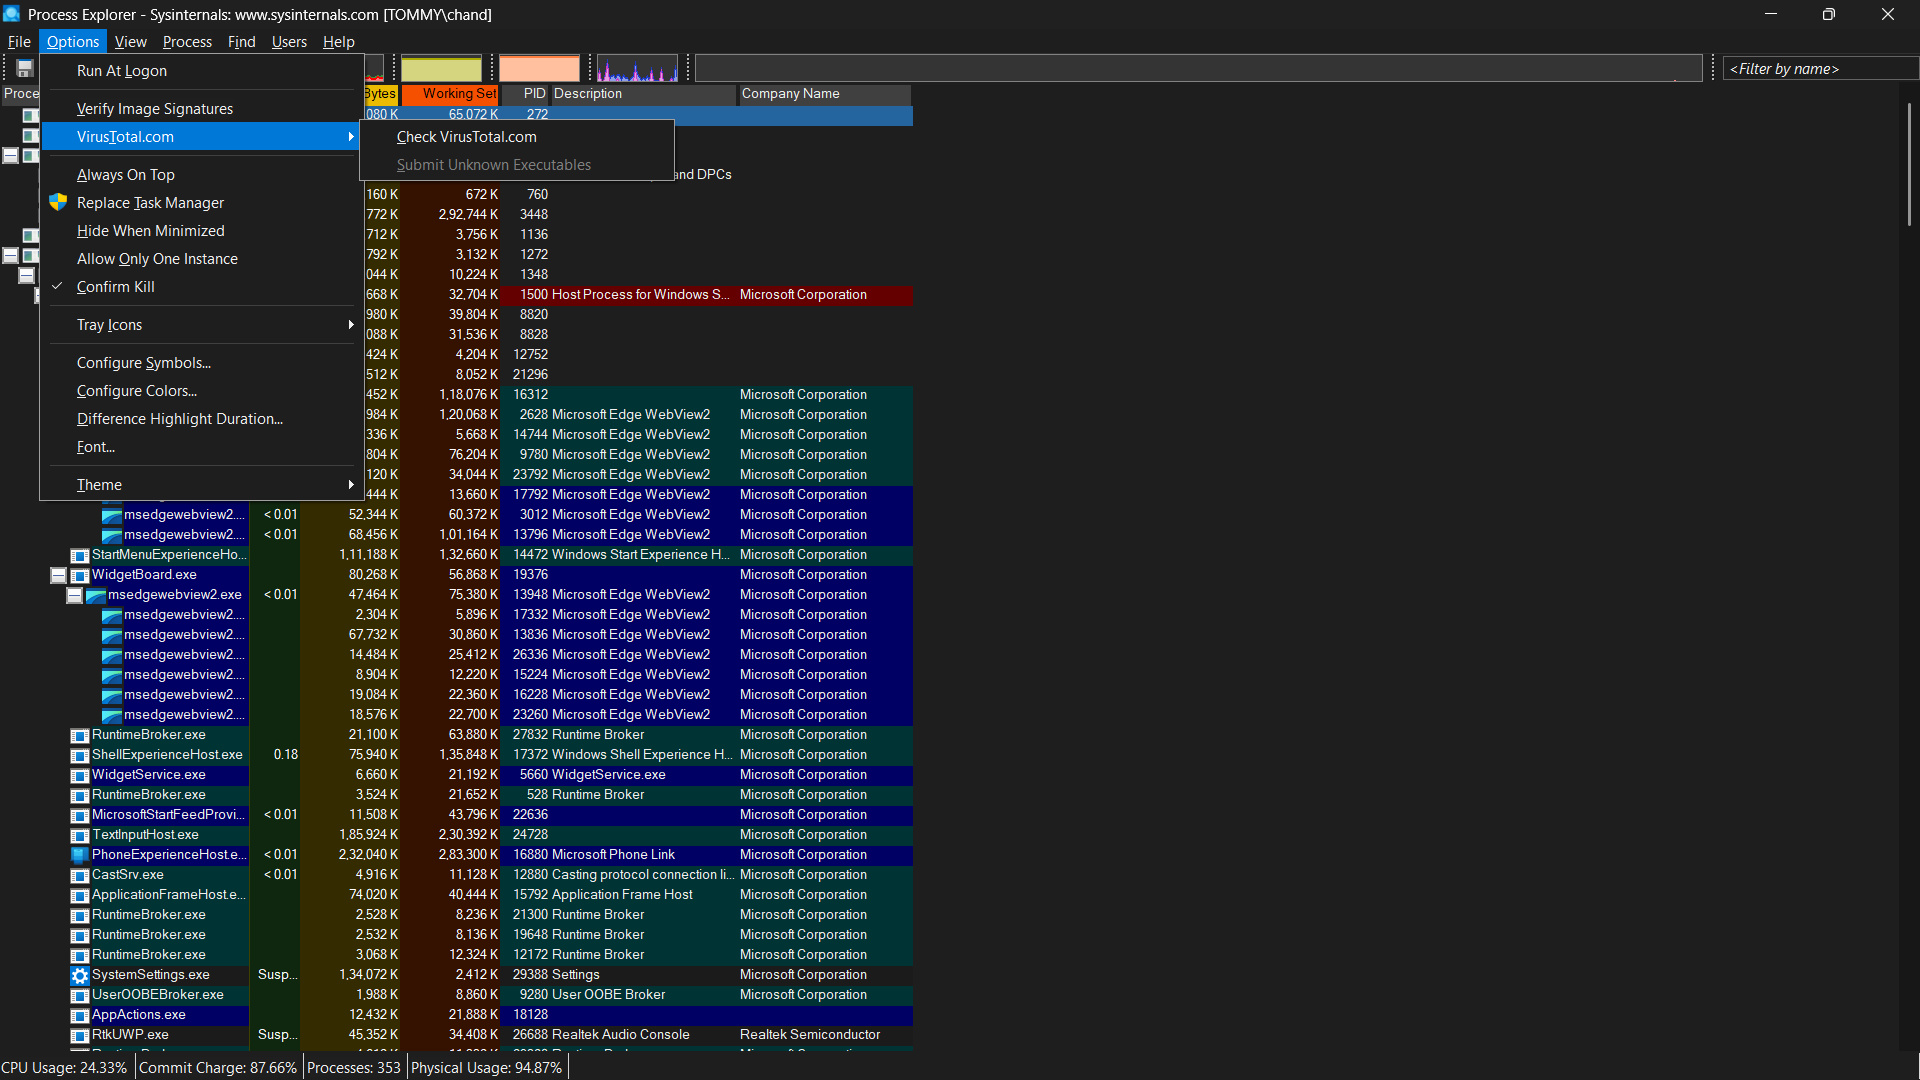 Process Explorer - Sysinternals: www.sysinternals.com [TOMMY\chand]
File Options View Process Find Users Help
<Filter by name>
Run At Logon
Verify Image Signatures
VirusTotal.com
Always On Top
Replace Task Manager
Hide When Minimized
Allow Only One Instance
Confirm Kill
Tray Icons
Configure Symbols...
Configure Colors...
Difference Highlight Duration...
Font...
Theme
Check VirusTotal.com
Submit Unknown Executables
Proce Bytes Working Set PID Description Company Name
080 K 65,072 K 272
and DPCs
160 K 672 K 760
772 K 2,92,744 K 3448
712 K 3,756 K 1136
792 K 3,132 K 1272
044 K 10,224 K 1348
668 K 32,704 K 1500 Host Process for Windows S... Microsoft Corporation
980 K 39,804 K 8820
088 K 31,536 K 8828
424 K 4,204 K 12752
512 K 8,052 K 21296
452 K 1,18,076 K 16312 Microsoft Corporation
984 K 1,20,068 K 2628 Microsoft Edge WebView2 Microsoft Corporation
336 K 5,668 K 14744 Microsoft Edge WebView2 Microsoft Corporation
804 K 76,204 K 9780 Microsoft Edge WebView2 Microsoft Corporation
120 K 34,044 K 23792 Microsoft Edge WebView2 Microsoft Corporation
444 K 13,660 K 17792 Microsoft Edge WebView2 Microsoft Corporation
msedgewebview2.... < 0.01 52,344 K 60,372 K 3012 Microsoft Edge WebView2 Microsoft Corporation
msedgewebview2.... < 0.01 68,456 K 1,01,164 K 13796 Microsoft Edge WebView2 Microsoft Corporation
StartMenuExperienceHo... 1,11,188 K 1,32,660 K 14472 Windows Start Experience H... Microsoft Corporation
WidgetBoard.exe 80,268 K 56,868 K 19376 Microsoft Corporation
msedgewebview2.exe < 0.01 47,464 K 75,380 K 13948 Microsoft Edge WebView2 Microsoft Corporation
msedgewebview2.... 2,304 K 5,896 K 17332 Microsoft Edge WebView2 Microsoft Corporation
msedgewebview2.... 67,732 K 30,860 K 13836 Microsoft Edge WebView2 Microsoft Corporation
msedgewebview2.... 14,484 K 25,412 K 26336 Microsoft Edge WebView2 Microsoft Corporation
msedgewebview2.... 8,904 K 12,220 K 15224 Microsoft Edge WebView2 Microsoft Corporation
msedgewebview2.... 19,084 K 22,360 K 16228 Microsoft Edge WebView2 Microsoft Corporation
msedgewebview2.... 18,576 K 22,700 K 23260 Microsoft Edge WebView2 Microsoft Corporation
RuntimeBroker.exe 21,100 K 63,880 K 27832 Runtime Broker Microsoft Corporation
ShellExperienceHost.exe 0.18 75,940 K 1,35,848 K 17372 Windows Shell Experience H... Microsoft Corporation
WidgetService.exe 6,660 K 21,192 K 5660 WidgetService.exe Microsoft Corporation
RuntimeBroker.exe 3,524 K 21,652 K 528 Runtime Broker Microsoft Corporation
MicrosoftStartFeedProvi... < 0.01 11,508 K 43,796 K 22636 Microsoft Corporation
TextInputHost.exe 1,85,924 K 2,30,392 K 24728 Microsoft Corporation
PhoneExperienceHost.e... < 0.01 2,32,040 K 2,83,300 K 16880 Microsoft Phone Link Microsoft Corporation
CastSrv.exe < 0.01 4,916 K 11,128 K 12880 Casting protocol connection li... Microsoft Corporation
ApplicationFrameHost.e... 74,020 K 40,444 K 15792 Application Frame Host Microsoft Corporation
RuntimeBroker.exe 2,528 K 8,236 K 21300 Runtime Broker Microsoft Corporation
RuntimeBroker.exe 2,532 K 8,136 K 19648 Runtime Broker Microsoft Corporation
RuntimeBroker.exe 3,068 K 12,324 K 12172 Runtime Broker Microsoft Corporation
SystemSettings.exe Susp... 1,34,072 K 2,412 K 29388 Settings Microsoft Corporation
UserOOBEBroker.exe 1,988 K 8,860 K 9280 User OOBE Broker Microsoft Corporation
AppActions.exe 12,432 K 21,888 K 18128
RtkUWP.exe Susp... 45,352 K 34,408 K 26688 Realtek Audio Console Realtek Semiconductor
CPU Usage: 24.33% Commit Charge: 87.66% Processes: 353 Physical Usage: 94.87%